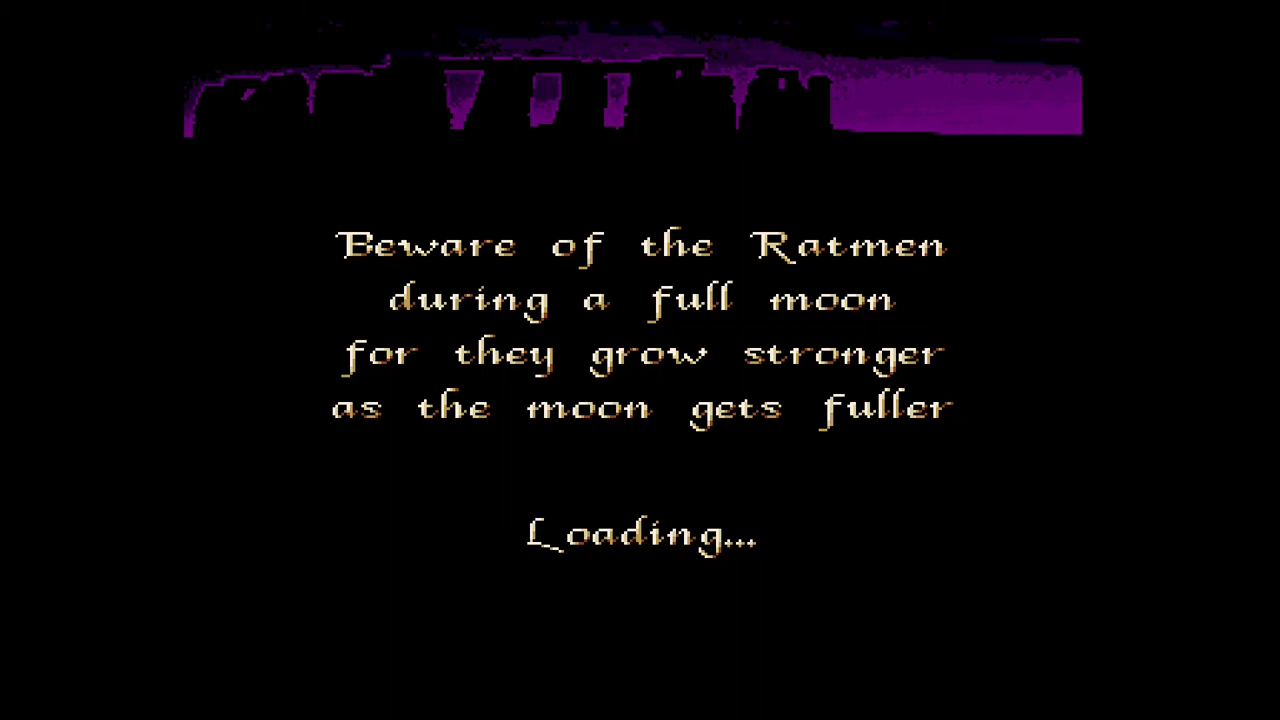 Beware of the Ratmen
during a full moon
for they grow stronger
as the moon gets fuller
Loading...